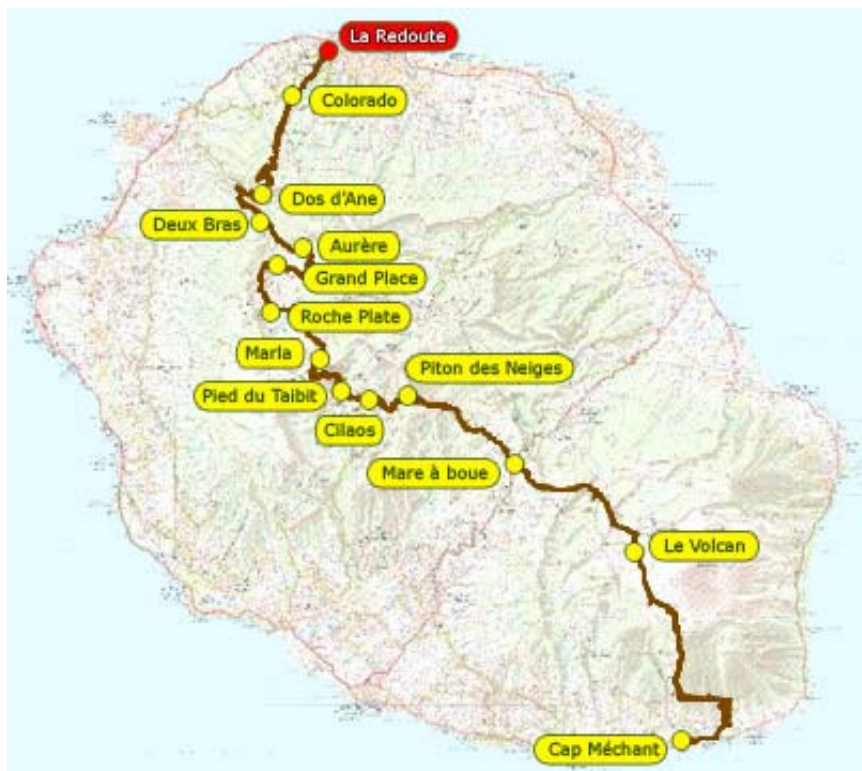 La Redoute
Colorado
Dos d'Ane
Deux Bras
Aurère
Grand Place
Roche Plate
Marla
Piton des Neiges
Pied du Taibit
Cilaos
Mare à boue
Le Volcan
Cap Méchant